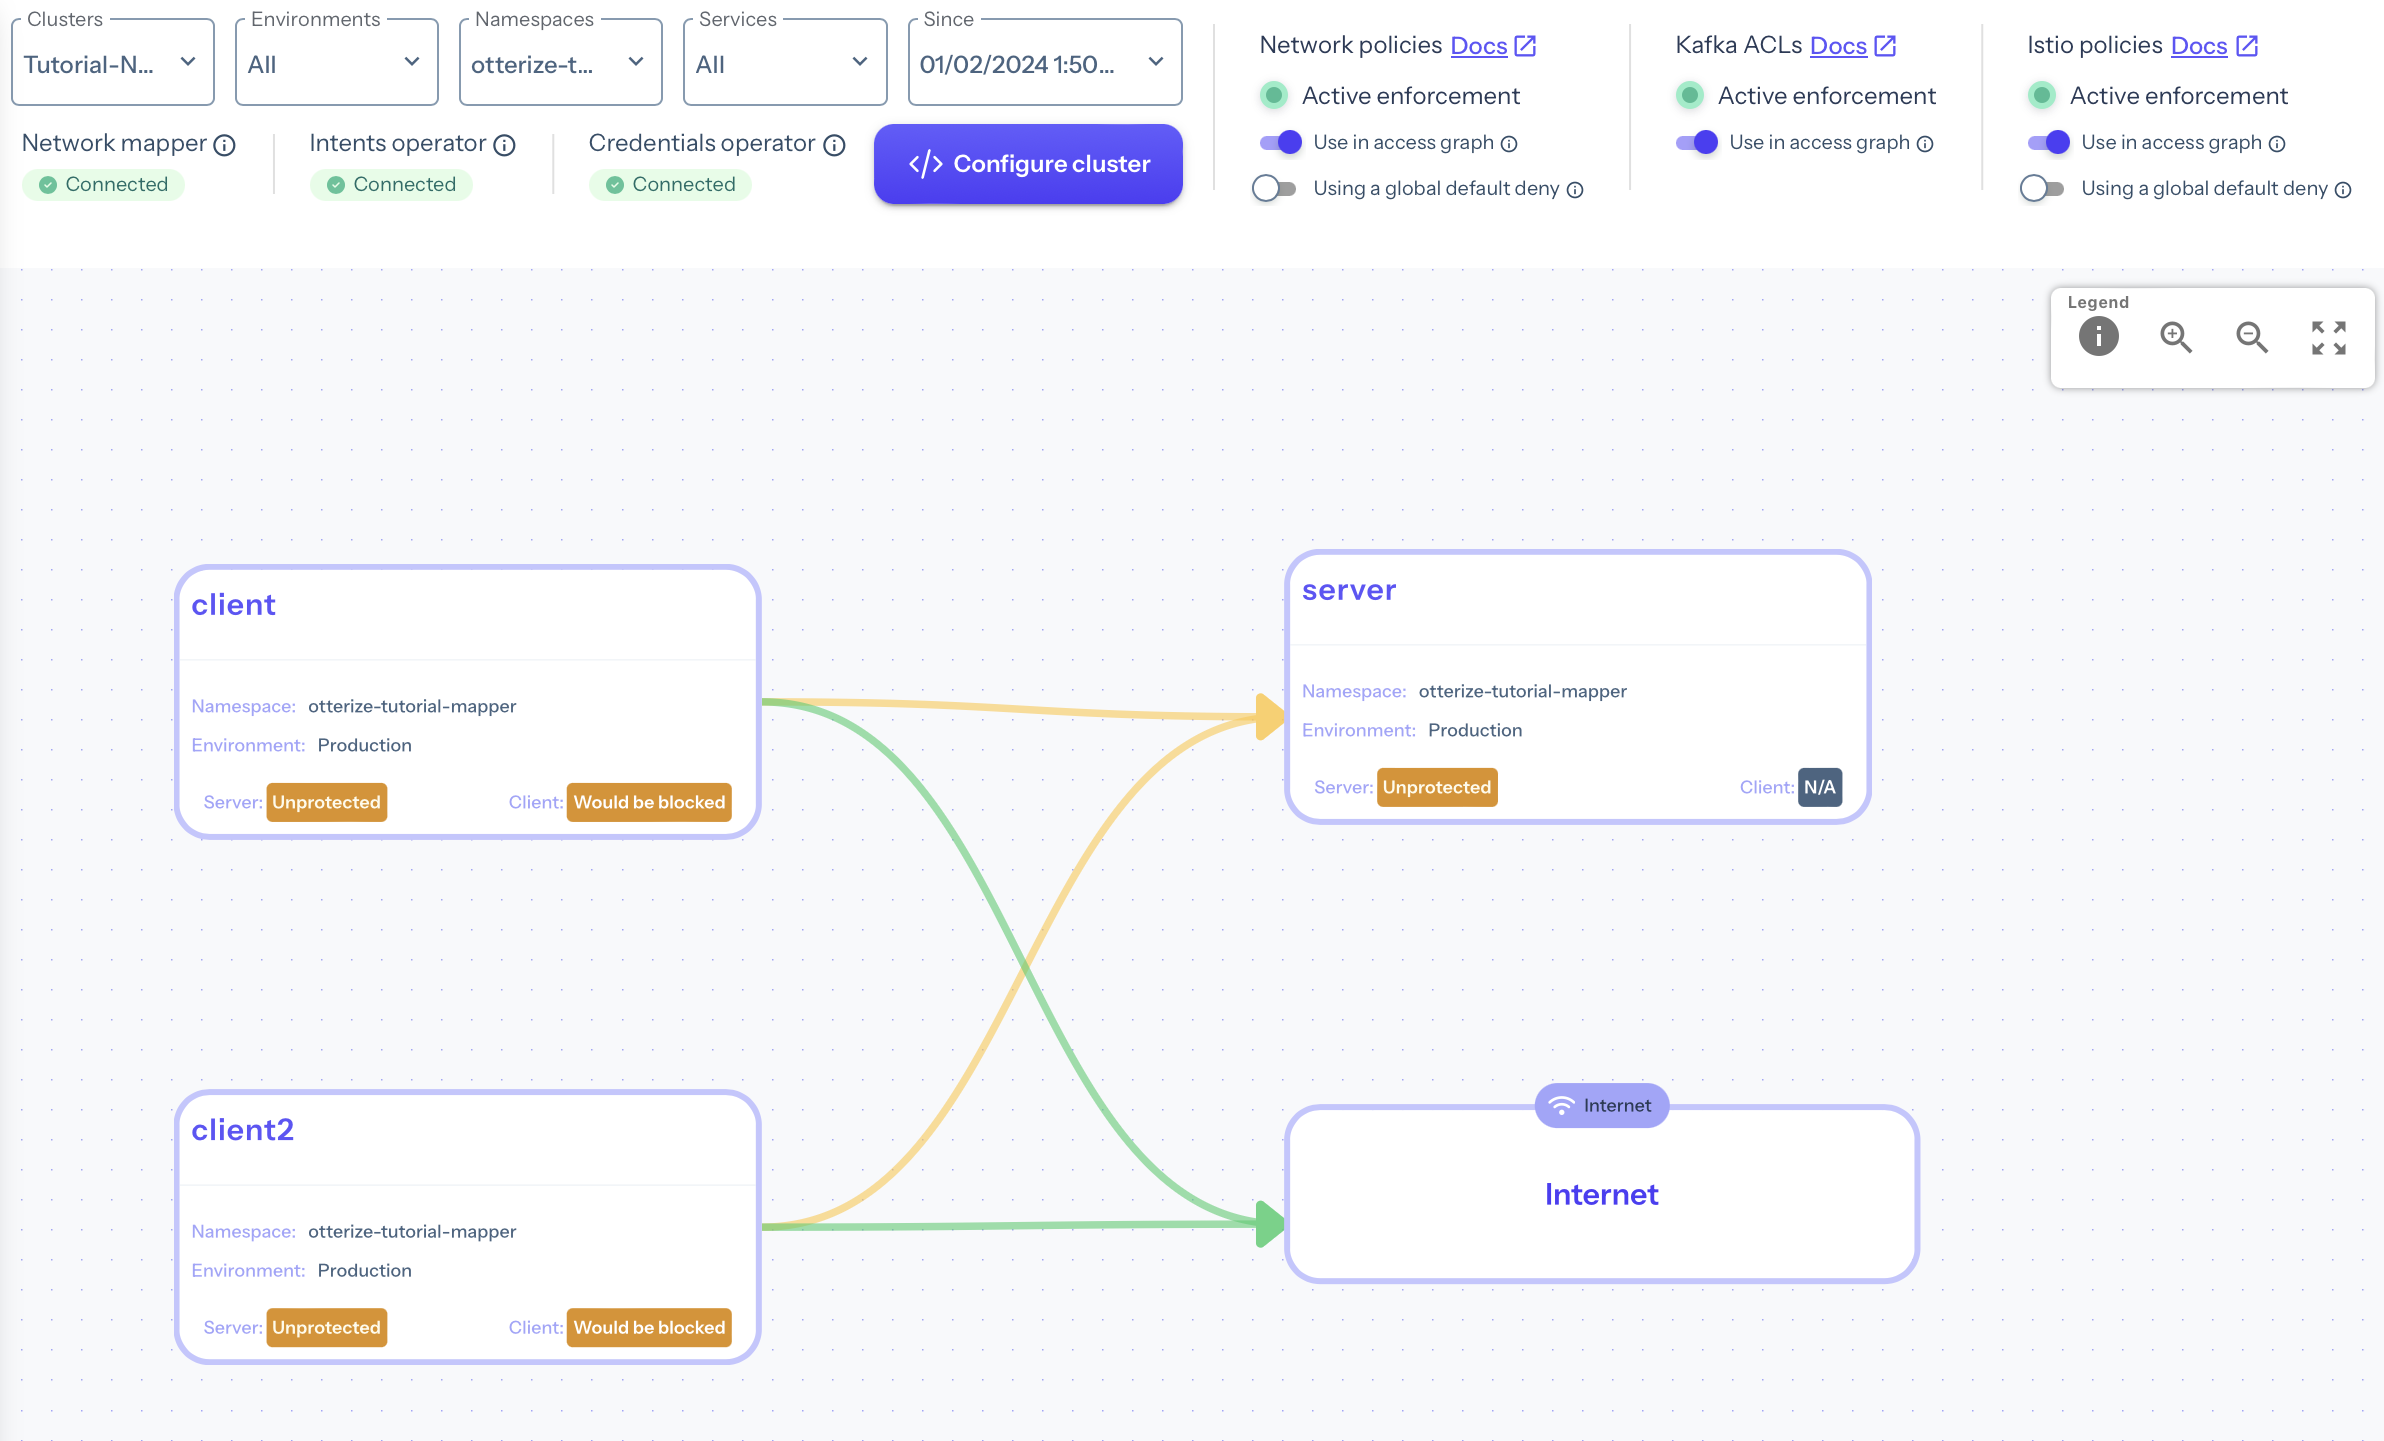 Clusters
Tutorial-N...
Environments
All
Namespaces
otterize-t...
Services
All
Since
01/02/2024 1:50...
Network mapper
Connected
Intents operator
Connected
Credentials operator
Connected
</> Configure cluster
Network policies Docs
Active enforcement
Use in access graph
Using a global default deny
Kafka ACLs Docs
Active enforcement
Use in access graph
Istio policies Docs
Active enforcement
Use in access graph
Using a global default deny
Legend
client
Namespace: otterize-tutorial-mapper
Environment: Production
Server: Unprotected Client: Would be blocked
server
Namespace: otterize-tutorial-mapper
Environment: Production
Server: Unprotected Client: N/A
client2
Namespace: otterize-tutorial-mapper
Environment: Production
Server: Unprotected Client: Would be blocked
Internet
Internet